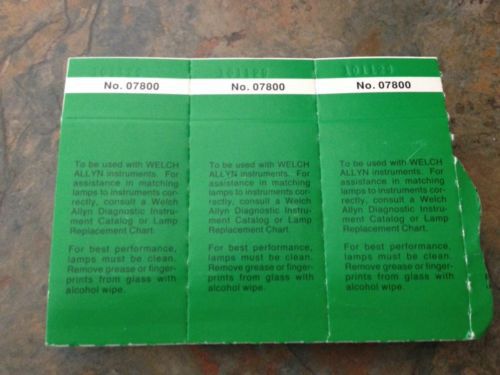 101120
101120
101120
No. 07800
No. 07800
No. 07800
To be used with WELCH
ALLYN instruments. For
assistance in matching
lamps to instruments cor-
rectly, consult a Welch
Allyn Diagnostic Instru-
ment Catalog or Lamp
Replacement Chart.
For best performance,
lamps must be clean.
Remove grease or finger-
prints from glass with
alcohol wipe.
To be used with WELCH
ALLYN instruments. For
assistance in matching
lamps to instruments cor-
rectly, consult a Welch
Allyn Diagnostic Instru-
ment Catalog or Lamp
Replacement Chart.
For best performance,
lamps must be clean.
Remove grease or finger-
prints from glass with
alcohol wipe.
To be used with WELCH
ALLYN instruments. For
assistance in matching
lamps to instruments cor-
rectly, consult a Welch
Allyn Diagnostic Instru-
ment Catalog or Lamp
Replacement Chart.
For best performance,
lamps must be clean.
Remove grease or finger-
prints from glass with
alcohol wipe.